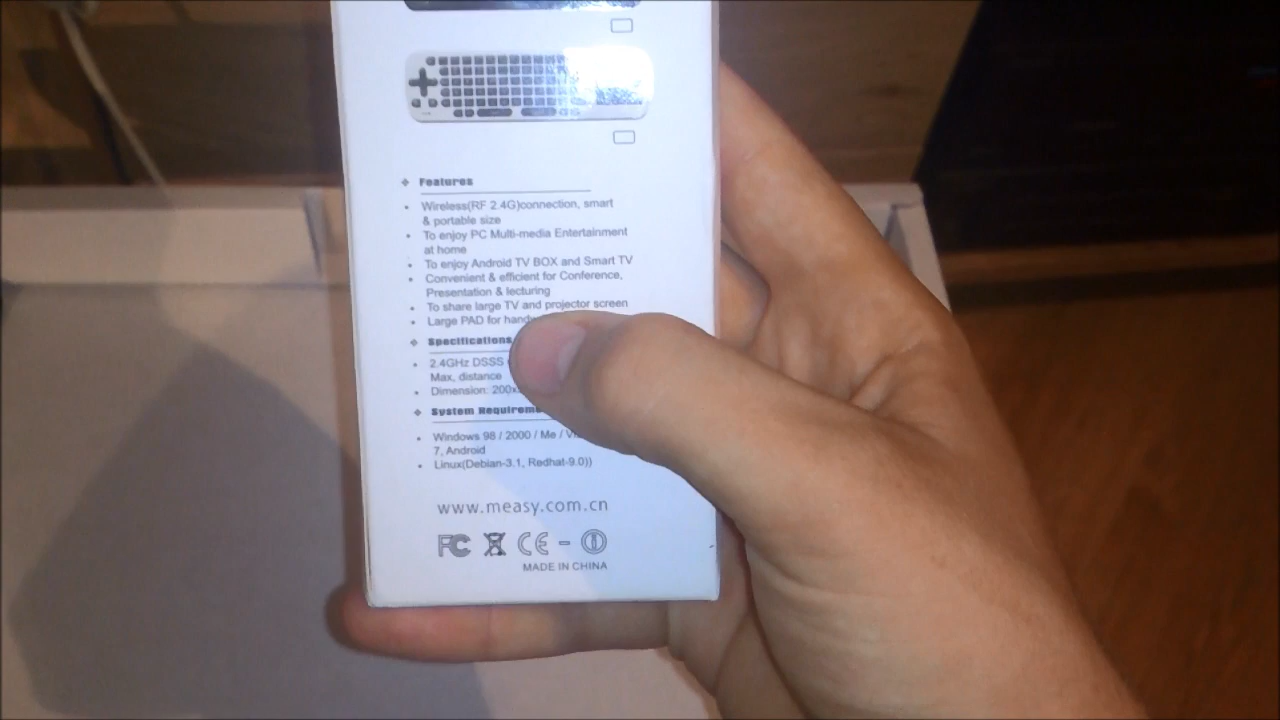 Features
Wireless(RF 2.4G)connection, smart
& portable size
To enjoy PC Multi-media Entertainment
at home
To enjoy Android TV BOX and Smart TV
Convenient & efficient for Conference,
Presentation & lecturing
To share large TV and projector screen
Large PAD for
Specifications
2.4GHz DSSS
Max, distance
Dimension:
System
Windows 98 / 2000 / Me /
7, Android
Linux(Debian-3.1, Redhat-9.0))
www.measy.com.cn
FC CE
MADE IN CHINA